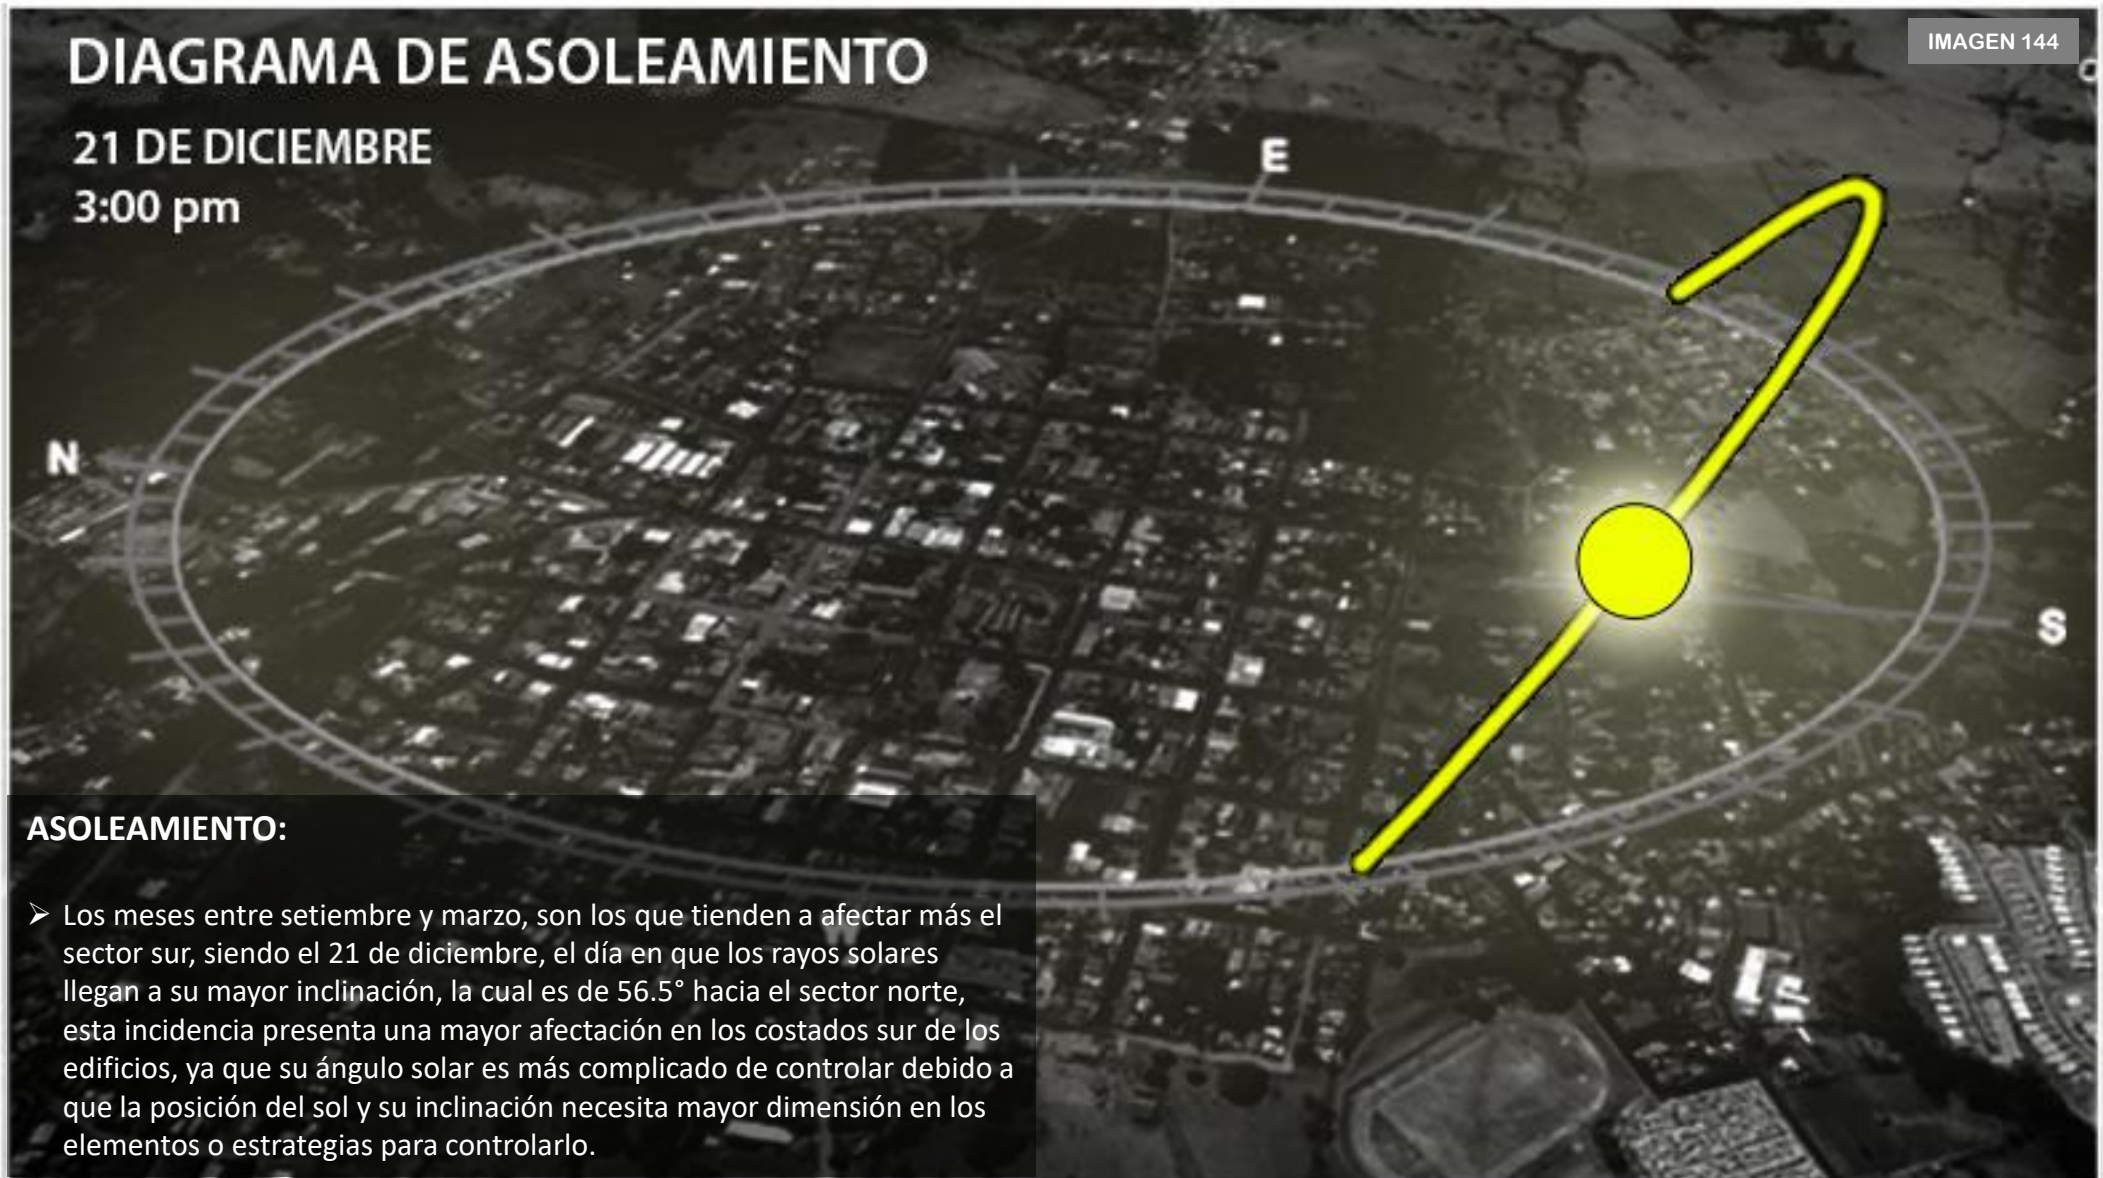 DIAGRAMA DE ASOLEAMIENTO
IMAGEN 144
21 DE DICIEMBRE
3:00 pm
E
N
S
ASOLEAMIENTO:
➢ Los meses entre setiembre y marzo, son los que tienden a afectar más el
sector sur, siendo el 21 de diciembre, el día en que los rayos solares
llegan a su mayor inclinación, la cual es de 56.5° hacia el sector norte,
esta incidencia presenta una mayor afectación en los costados sur de los
edificios, ya que su ángulo solar es más complicado de controlar debido a
que la posición del sol y su inclinación necesita mayor dimensión en los
elementos o estrategias para controlarlo.